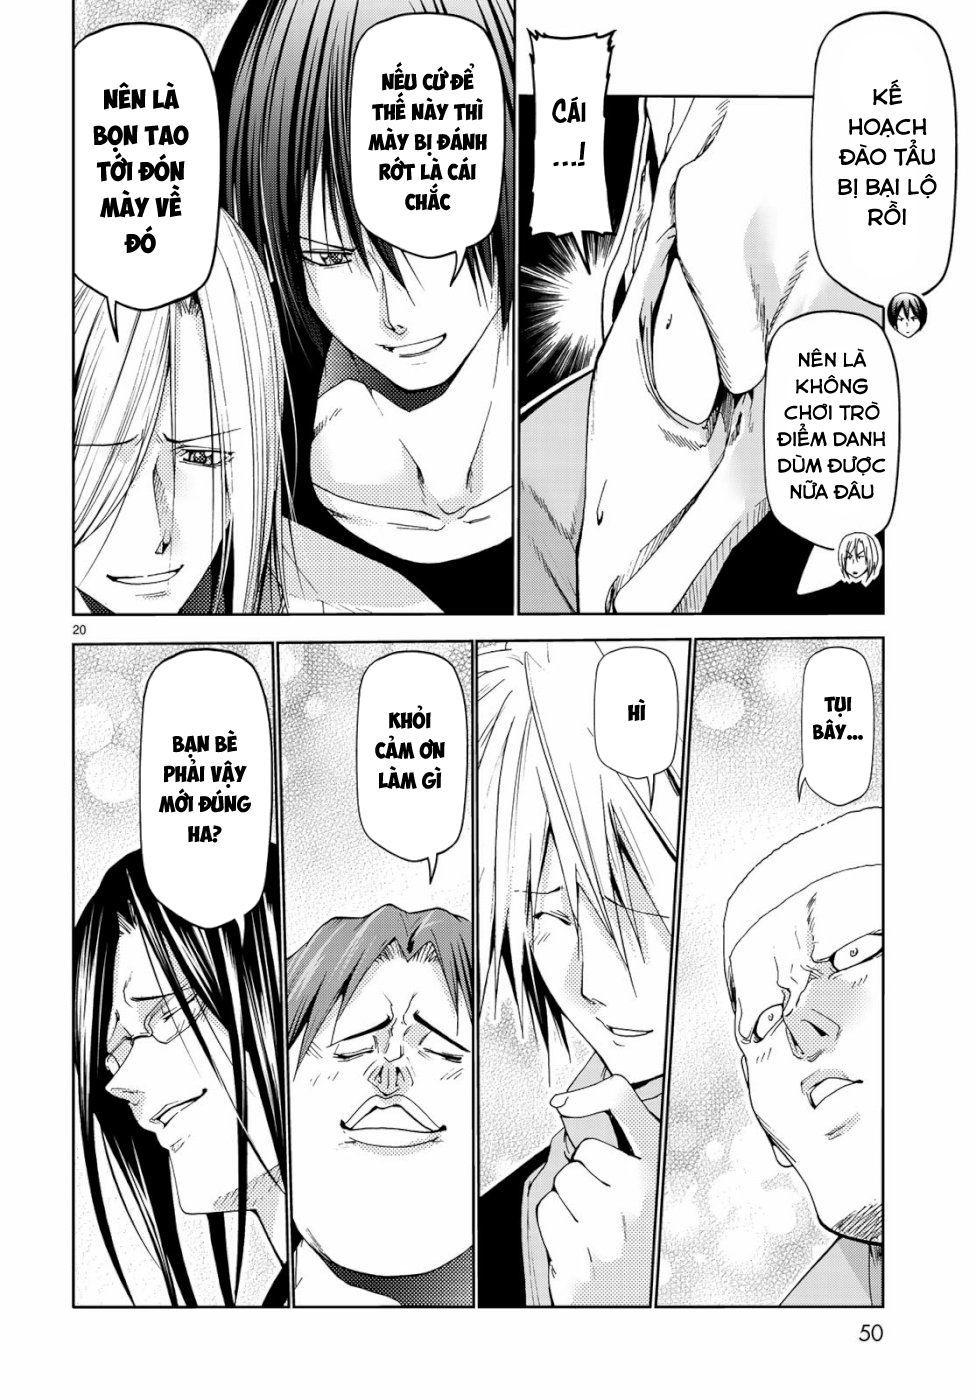 KẾ
HOẠCH
ĐÀO TẨU
BỊ BẠI LỘ
RỒI
NÊN LÀ
KHÔNG
CHƠI TRÒ
ĐIỂM DANH
DÙM ĐƯỢC
NỮA ĐÂU
CÁI
...!
NẾU CỨ ĐỂ
THẾ NÀY THÌ
MÀY BỊ ĐÁNH
RỚT LÀ CÁI
CHẮC
NÊN LÀ
BỌN TAO
TỚI ĐÓN
MÀY VỀ
ĐÓ
20
TỤI
BÂY...
HÌ
KHỎI
CẢM ƠN
LÀM GÌ
BẠN BÈ
PHẢI VẬY
MỚI ĐÚNG
HA?
50